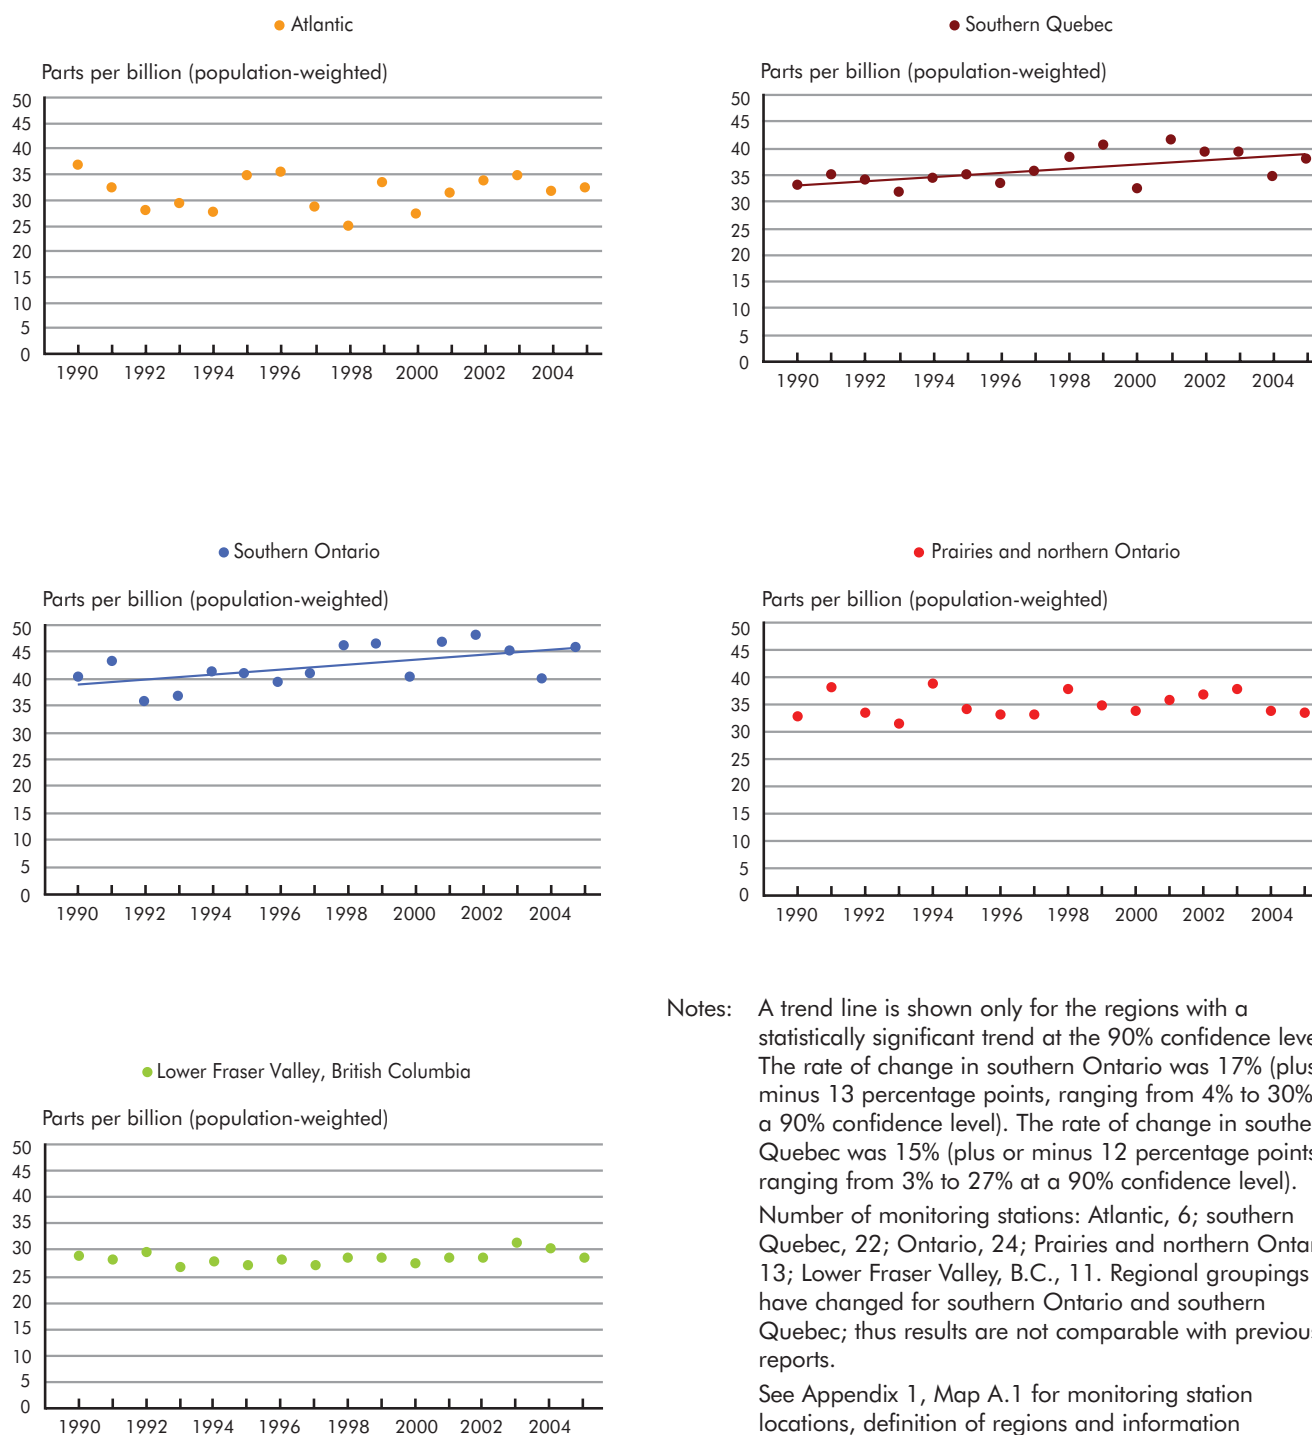 Atlantic
Parts per billion (population-weighted)
50
45
40
35
30
25
20
15
10
5
0
1990 1992 1994 1996 1998 2000 2002 2004
Southern Quebec
Parts per billion (population-weighted)
50
45
40
35
30
25
20
15
10
5
0
1990 1992 1994 1996 1998 2000 2002 2004
Southern Ontario
Parts per billion (population-weighted)
50
45
40
35
30
25
20
15
10
5
0
1990 1992 1994 1996 1998 2000 2002 2004
Prairies and northern Ontario
Parts per billion (population-weighted)
50
45
40
35
30
25
20
15
10
5
0
1990 1992 1994 1996 1998 2000 2002 2004
Lower Fraser Valley, British Columbia
Parts per billion (population-weighted)
50
45
40
35
30
25
20
15
10
5
0
1990 1992 1994 1996 1998 2000 2002 2004
Notes: A trend line is shown only for the regions with a
statistically significant trend at the 90% confidence
The rate of change in southern Ontario was 17% (plus
minus 13 percentage points, ranging from 4% to 30%
a 90% confidence level). The rate of change in
Quebec was 15% (plus or minus 12 percentage points
ranging from 3% to 27% at a 90% confidence level).
Number of monitoring stations: Atlantic, 6; southern
Quebec, 22; Ontario, 24; Prairies and northern
13; Lower Fraser Valley, B.C., 11. Regional groupings
have changed for southern Ontario and southern
Quebec; thus results are not comparable with
reports.
See Appendix 1, Map A.1 for monitoring station
locations, definition of regions and information